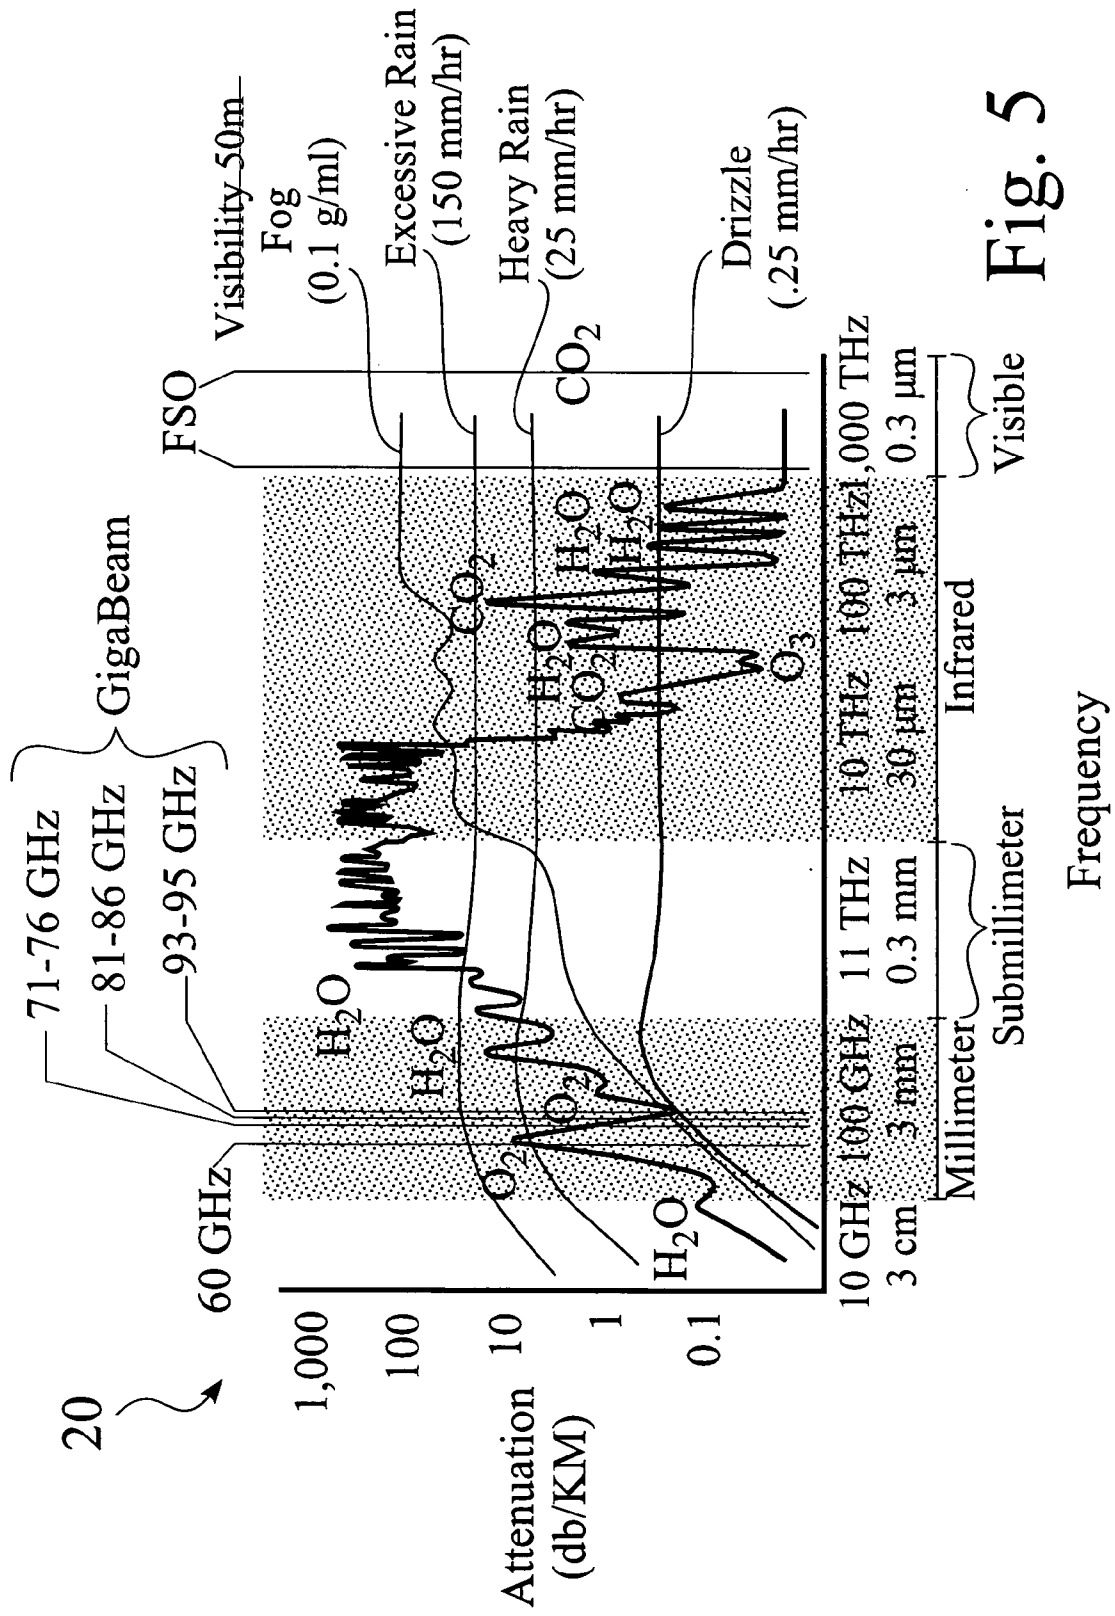 20
60 GHz
71-76 GHz
81-86 GHz
93-95 GHz
GigaBeam
FSO
Visibility 50m
Fog
(0.1 g/ml)
Excessive Rain
(150 mm/hr)
Heavy Rain
(25 mm/hr)
Drizzle
(.25 mm/hr)
Attenuation
(db/KM)
1,000
100
10
1
0.1
H₂O
O₂
O₂
H₂O
H₂O
CO₂
H₂O
CO₂
H₂O
H₂O
O₃
CO₂
10 GHz 100 GHz 11 THz 10 THz 100 THz 1,000 THz
3 cm 3 mm 0.3 mm 30 µm 3 µm 0.3 µm
Millimeter Submillimeter Infrared Visible
Frequency
Fig. 5